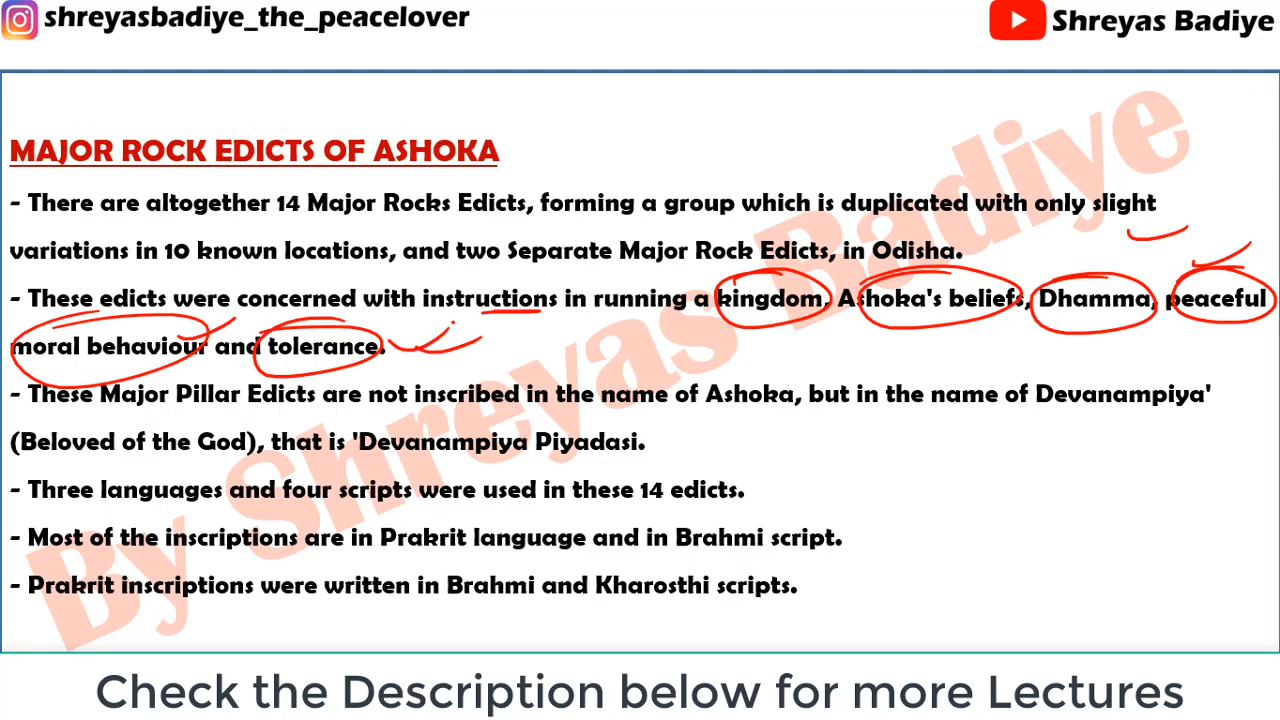 shreyasbadiye_the_peacelover
Shreyas Badiye
MAJOR ROCK EDICTS OF ASHOKA
- There are altogether 14 Major Rocks Edicts, forming a group which is duplicated with only slight
variations in 10 known locations, and two Separate Major Rock Edicts, in Odisha.
- These edicts were concerned with instructions in running a kingdom, Ashoka's beliefs, Dhamma, peaceful
moral behaviour and tolerance.
- These Major Pillar Edicts are not inscribed in the name of Ashoka, but in the name of Devanampiya'
(Beloved of the God), that is 'Devanampiya Piyadasi.
- Three languages and four scripts were used in these 14 edicts.
- Most of the inscriptions are in Prakrit language and in Brahmi script.
- Prakrit inscriptions were written in Brahmi and Kharosthi scripts.
By Shreyas Badiye
Check the Description below for more Lectures